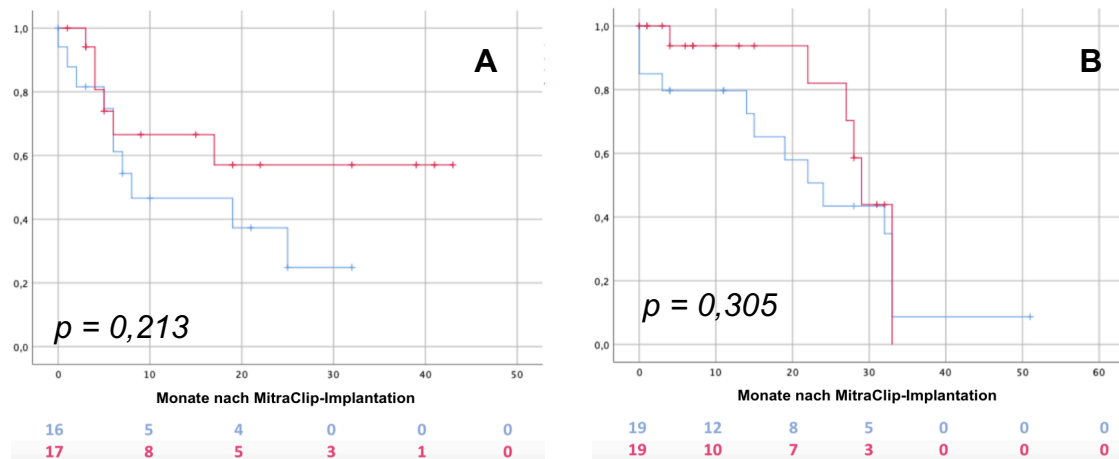 A
1,0
0,8
0,6
0,4
0,2
0,0
p = 0,213
0 10 20 30 40 50
Monate nach MitraClip-Implantation
16 5 4 0 0 0
17 8 5 3 1 0
B
1,0
0,8
0,6
0,4
0,2
0,0
p = 0,305
0 10 20 30 40 50 60
Monate nach MitraClip-Implantation
19 12 8 5 0 0 0
19 10 7 3 0 0 0